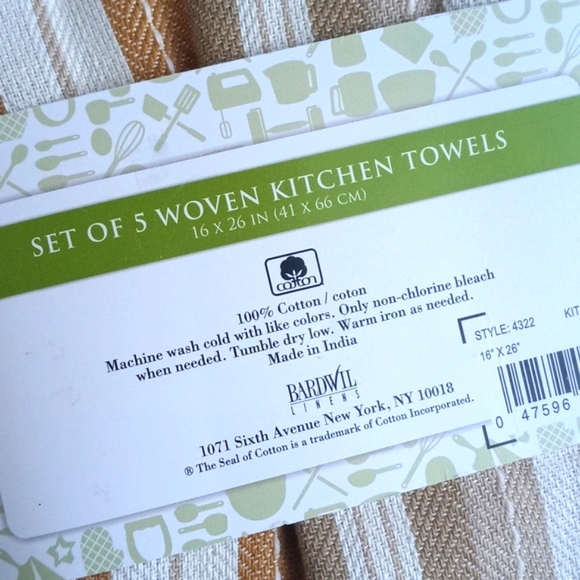 SET OF 5 WOVEN KITCHEN TOWELS
16 X 26 IN (41 X 66 CM)
cotton
100% Cotton / coton
Machine wash cold with like colors. Only non-chlorine bleach
when needed. Tumble dry low. Warm iron as needed.
Made in India
BARDWIL
LINENS
1071 Sixth Avenue New York, NY 10018
® The Seal of Cotton is a trademark of Cotton Incorporated.
STYLE: 4322 KIT
16" X 26"
0 47596